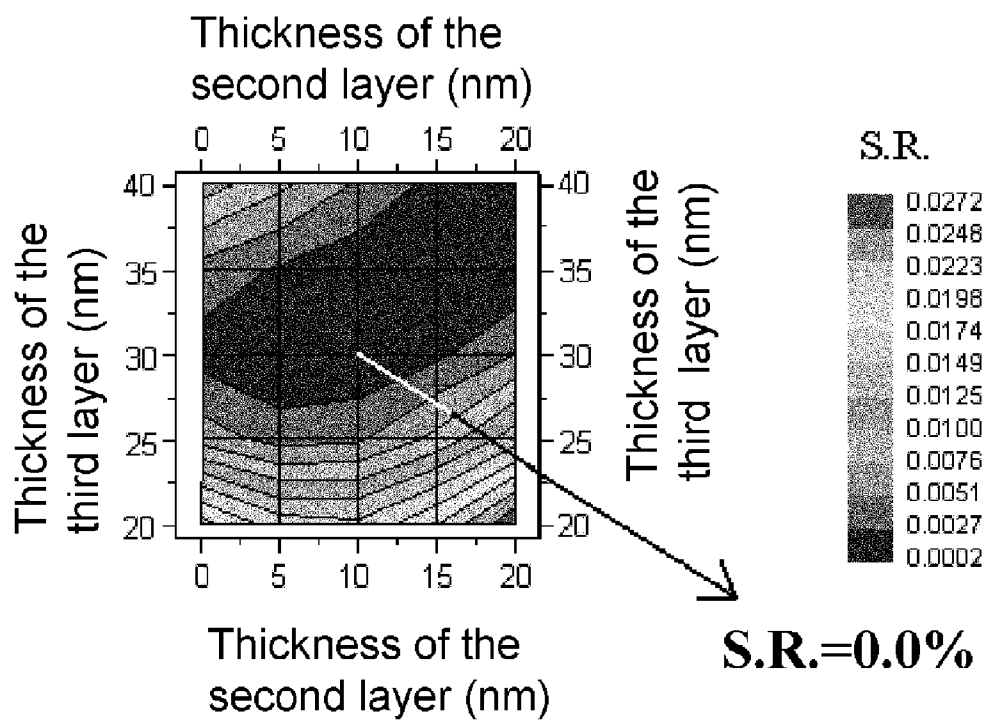 Thickness of the
second layer (nm)
0 5 10 15 20
S.R.
40 40
35 35
30 30
25 25
20 20
Thickness of the
third layer (nm)
Thickness of the
third layer (nm)
0.0272
0.0248
0.0223
0.0198
0.0174
0.0149
0.0125
0.0100
0.0076
0.0051
0.0027
0.0002
0 5 10 15 20
Thickness of the
second layer (nm)
S.R.=0.0%